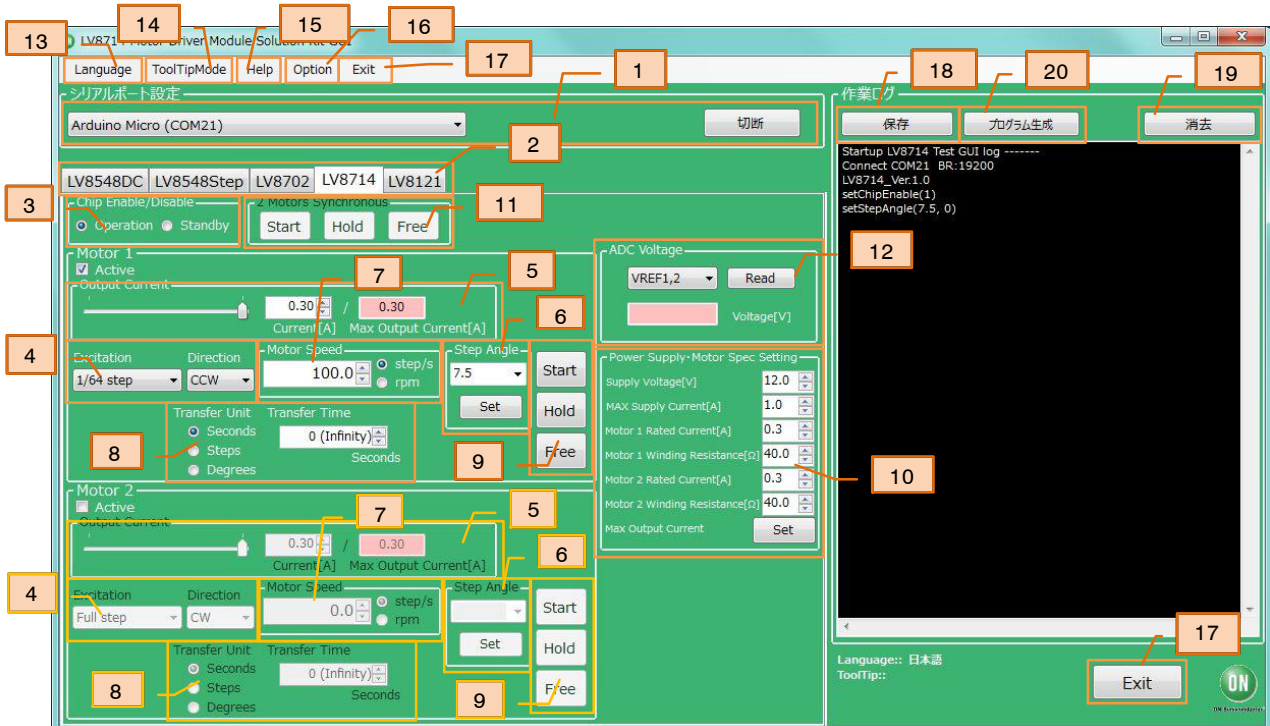 13
14
15
16
17
1
18
20
19
LV8714 Motor Driver Module Solution Kit GUI
Language ToolTipMode Help Option Exit
シリアルポート設定
Arduino Micro (COM21)
切断
2
作業ログ
保存
プログラム生成
消去
Startup LV8714 Test GUI log -------
Connect COM21 BR:19200
LV8714_Ver.1.0
setChipEnable(1)
setStepAngle(7.5, 0)
LV8548DC LV8548Step LV8702 LV8714 LV8121
3
Chip Enable/Disable
Operation Standby
2 Motors Synchronous
Start Hold Free
11
Motor 1
Active
7
5
Output Current
0.30 / 0.30
Current[A] Max Output Current[A]
6
ADC Voltage
VREF1,2
Read
Voltage[V]
12
4
Excitation Direction
1/64 step CCW
Motor Speed
100.0
step/s
rpm
Step Angle
7.5
Set
Start
Hold
Free
Transfer Unit Transfer Time
Seconds
0 (Infinity)
Steps
Seconds
Degrees
8
9
Power Supply・Motor Spec Setting
Supply Voltage[V] 12.0
MAX Supply Current[A] 1.0
Motor 1 Rated Current[A] 0.3
Motor 1 Winding Resistance[Ω] 40.0
Motor 2 Rated Current[A] 0.3
Motor 2 Winding Resistance[Ω] 40.0
Max Output Current Set
10
Motor 2
Active
7
5
Output Current
0.30 / 0.30
Current[A] Max Output Current[A]
6
4
Excitation Direction
Full step CW
Motor Speed
0.0
step/s
rpm
Step Angle
Set
Start
Hold
Free
Transfer Unit Transfer Time
Seconds
0 (Infinity)
Steps
Seconds
Degrees
8
9
17
Language:: 日本語
ToolTip::
Exit
ON
ON Semiconductor